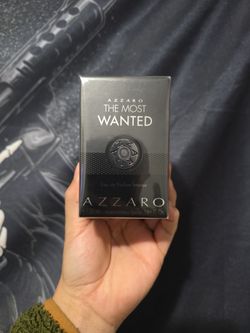 AZZARO
THE MOST
WANTED
Eau de Parfum Intense
AZZARO